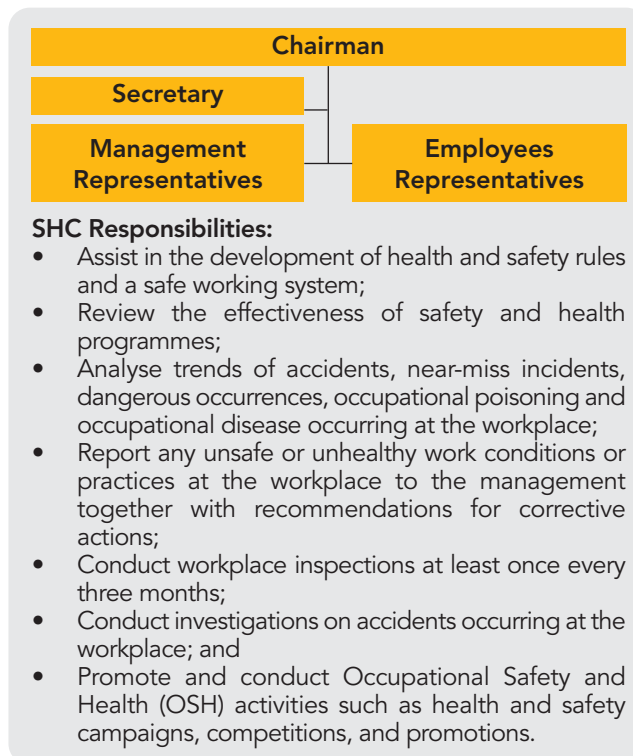 Chairman
Secretary
Management
Representatives
Employees
Representatives
SHC Responsibilities:
• Assist in the development of health and safety rules
and a safe working system;
• Review the effectiveness of safety and health
programmes;
• Analyse trends of accidents, near-miss incidents,
dangerous occurrences, occupational poisoning and
occupational disease occurring at the workplace;
• Report any unsafe or unhealthy work conditions or
practices at the workplace to the management
together with recommendations for corrective
actions;
• Conduct workplace inspections at least once every
three months;
• Conduct investigations on accidents occurring at the
workplace; and
• Promote and conduct Occupational Safety and
Health (OSH) activities such as health and safety
campaigns, competitions, and promotions.